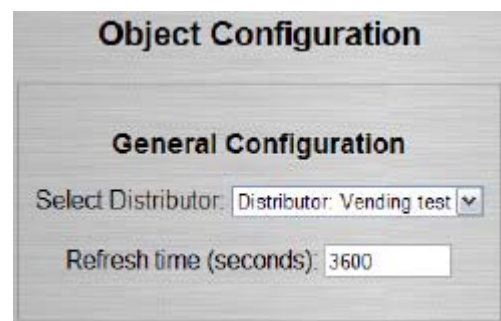 Object Configuration
General Configuration
Select Distributor: Distributor: Vending test
Refresh time (seconds): 3600